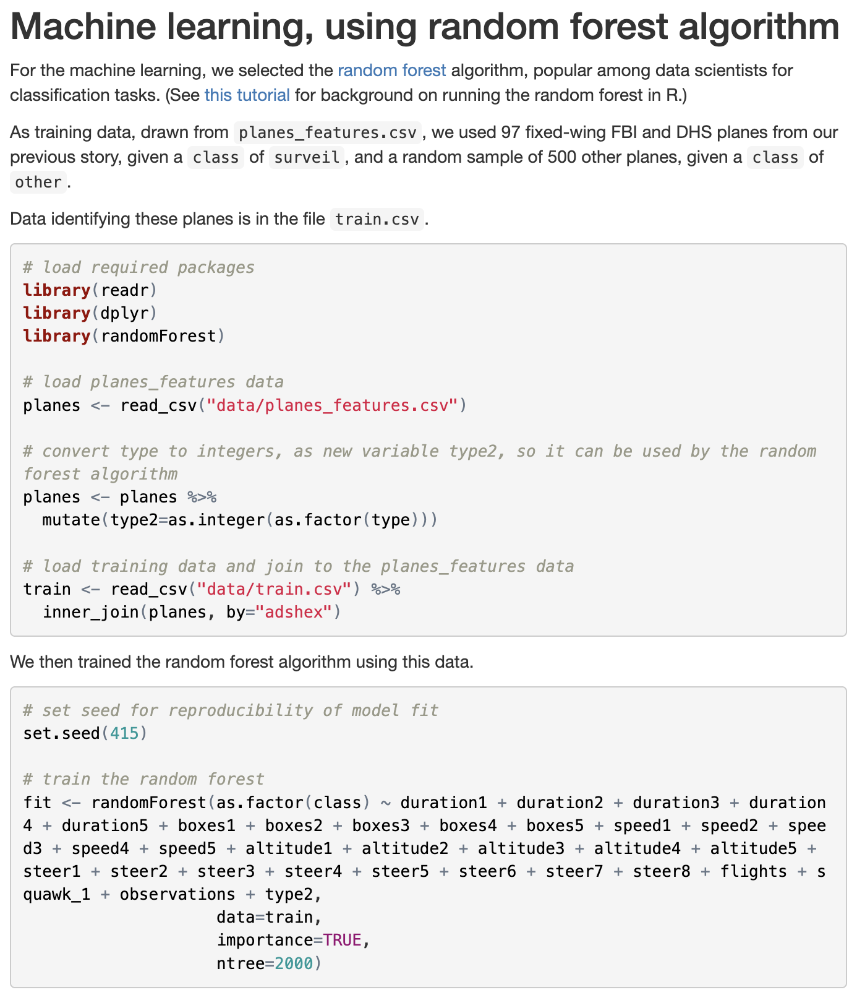 Machine learning, using random forest algorithm
For the machine learning, we selected the random forest algorithm, popular among data scientists for
classification tasks. (See this tutorial for background on running the random forest in R.)
As training data, drawn from planes_features.csv, we used 97 fixed-wing FBI and DHS planes from our
previous story, given a class of surveil, and a random sample of 500 other planes, given a class of
other.
Data identifying these planes is in the file train.csv.
# load required packages
library(readr)
library(dplyr)
library(randomForest)
# load planes_features data
planes <- read_csv("data/planes_features.csv")
# convert type to integers, as new variable type2, so it can be used by the random
forest algorithm
planes <- planes %>%
  mutate(type2=as.integer(as.factor(type)))
# load training data and join to the planes_features data
train <- read_csv("data/train.csv") %>%
  inner_join(planes, by="adshex")
We then trained the random forest algorithm using this data.
# set seed for reproducibility of model fit
set.seed(415)
# train the random forest
fit <- randomForest(as.factor(class) ~ duration1 + duration2 + duration3 + duration
4 + duration5 + boxes1 + boxes2 + boxes3 + boxes4 + boxes5 + speed1 + speed2 + spee
d3 + speed4 + speed5 + altitude1 + altitude2 + altitude3 + altitude4 + altitude5 +
steer1 + steer2 + steer3 + steer4 + steer5 + steer6 + steer7 + steer8 + flights + s
quawk_1 + observations + type2,
                    data=train,
                    importance=TRUE,
                    ntree=2000)